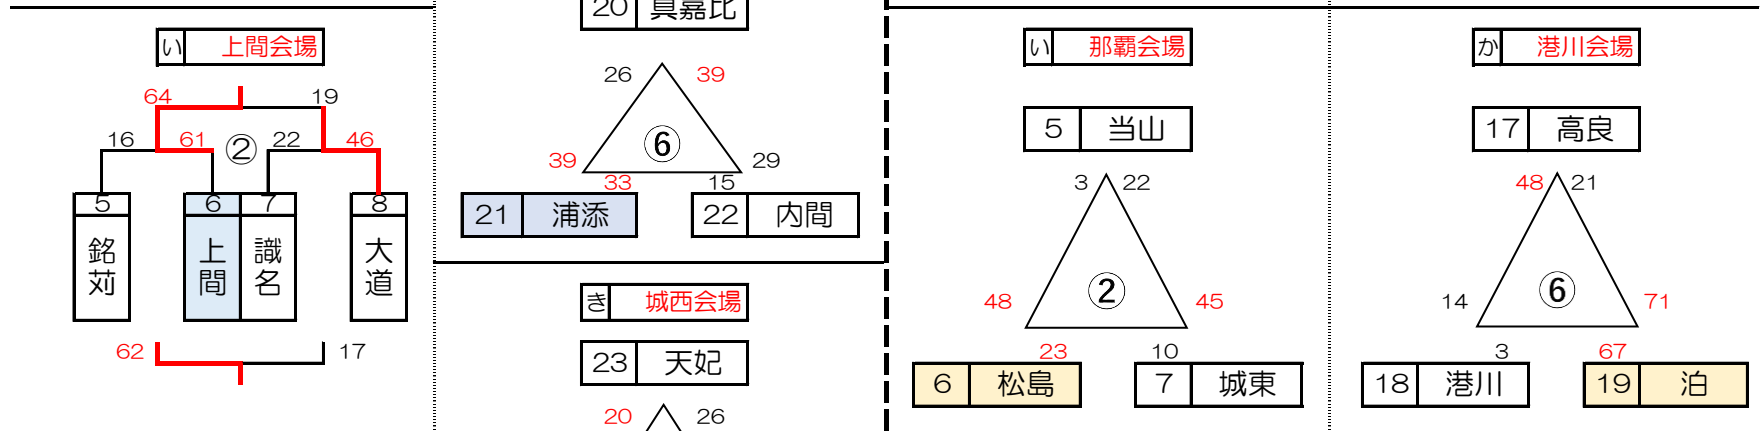 い 上間会場
64 19
16 61 ② 22 46
5 6 7 8
銘苅 上間 識名 大道
62 17
20 真嘉比
26 39
⑥
39 29
33 15
21 浦添 22 内間
き 城西会場
23 天妃
20 26
い 那覇会場
5 当山
3 22
②
48 45
23 10
6 松島 7 城東
か 港川会場
17 高良
48 21
⑥
14 71
3 67
18 港川 19 泊